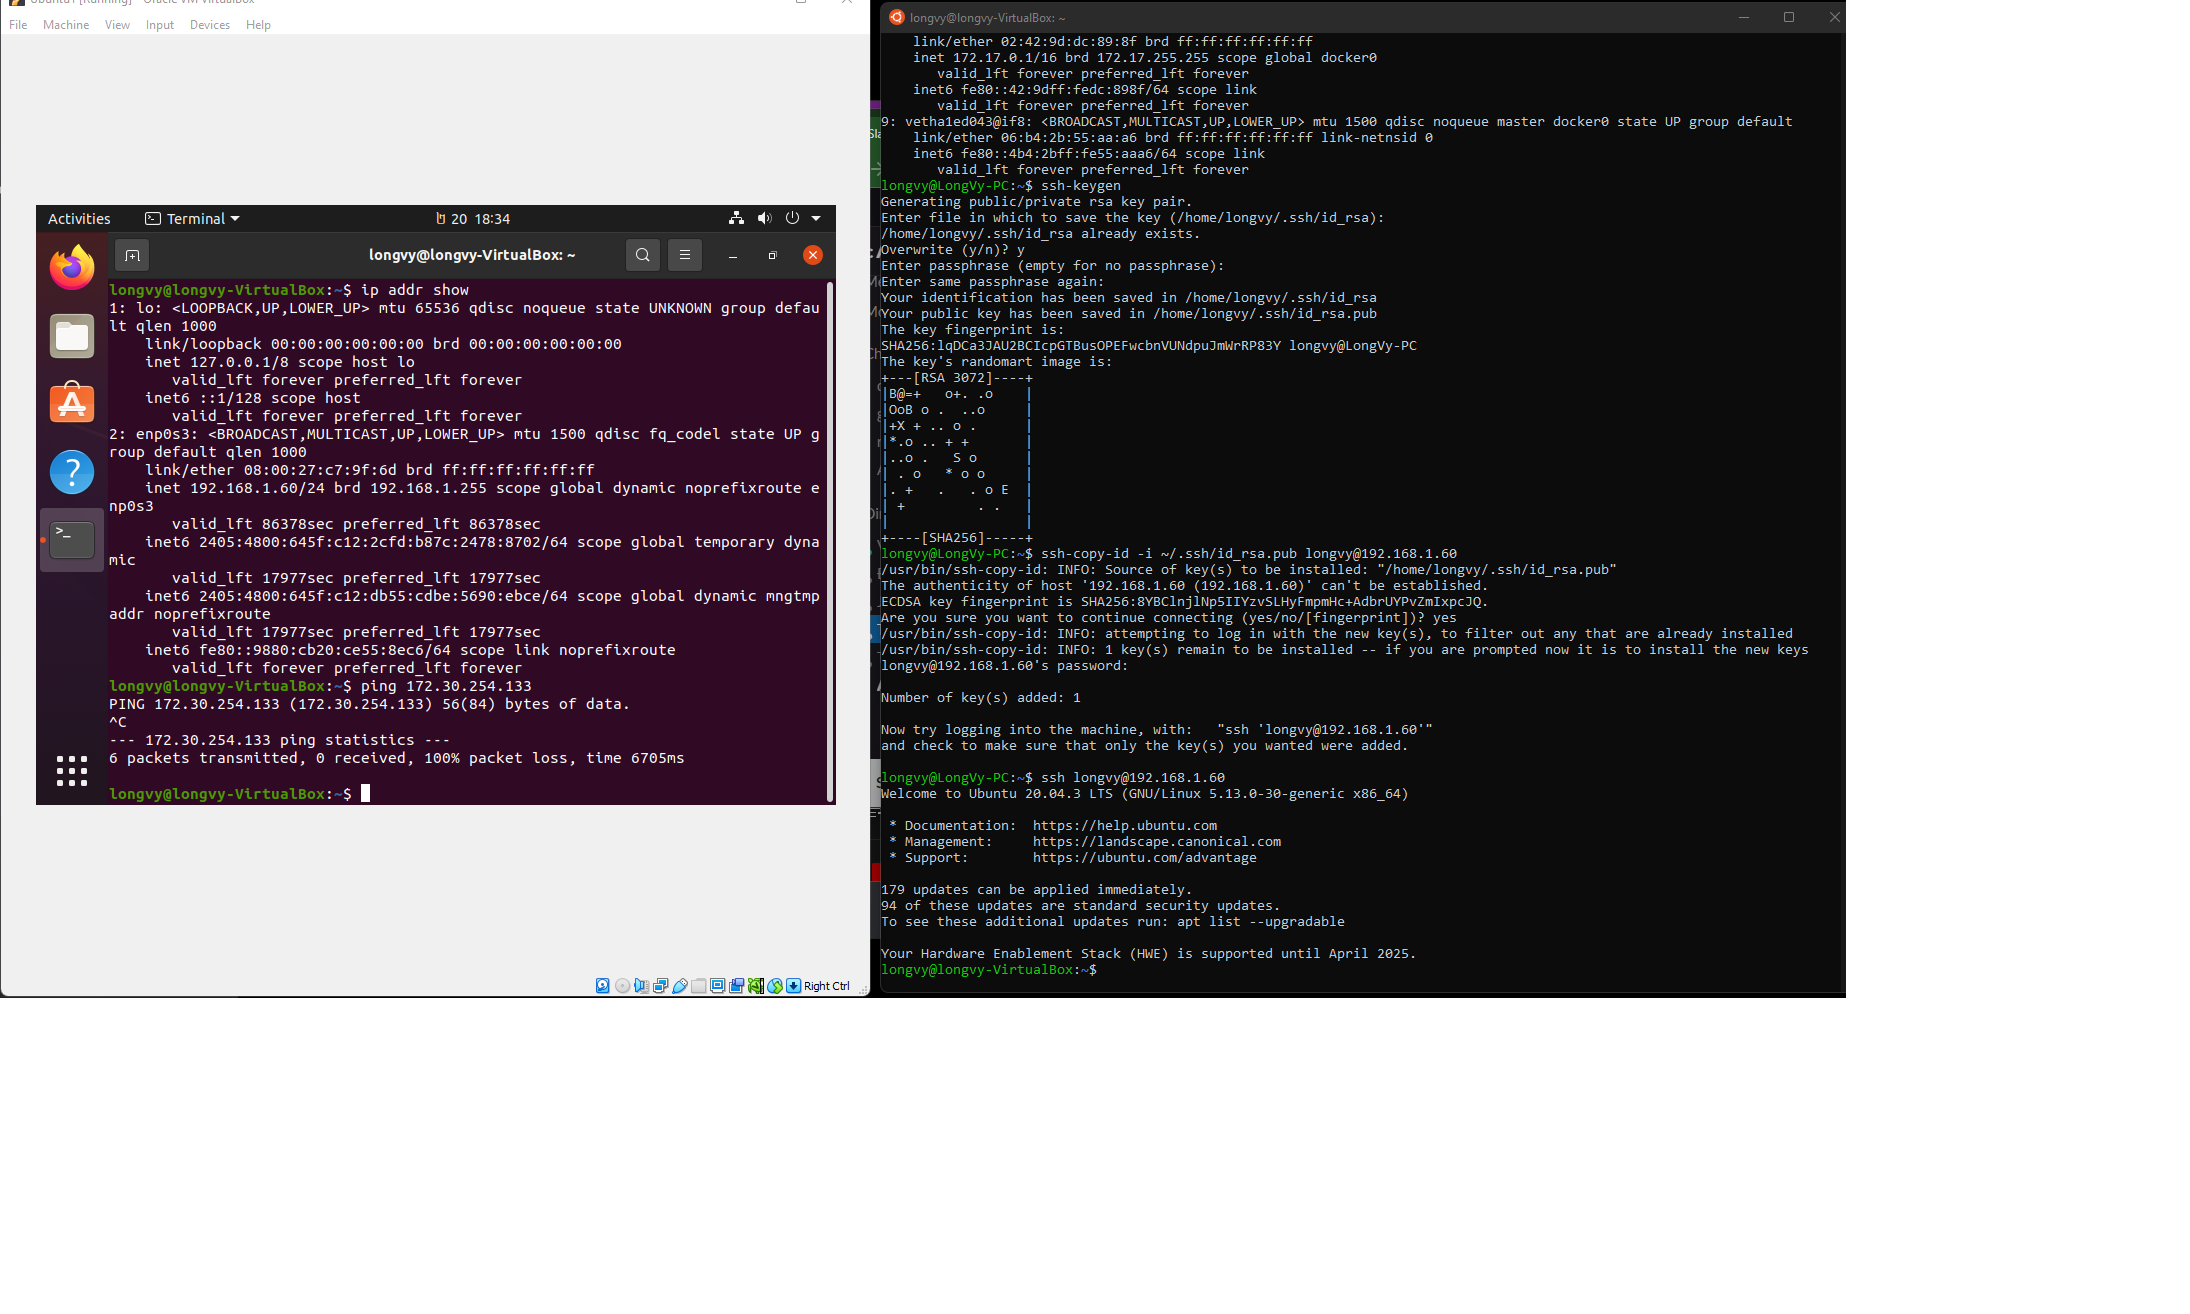 Ubuntu1 [Running] - Oracle VM VirtualBox
File Machine View Input Devices Help
Activities Terminal 20 18:34
longvy@longvy-VirtualBox: ~
longvy@longvy-VirtualBox:~$ ip addr show
1: lo: <LOOPBACK,UP,LOWER_UP> mtu 65536 qdisc noqueue state UNKNOWN group defau
lt qlen 1000
    link/loopback 00:00:00:00:00:00 brd 00:00:00:00:00:00
    inet 127.0.0.1/8 scope host lo
       valid_lft forever preferred_lft forever
    inet6 ::1/128 scope host
       valid_lft forever preferred_lft forever
2: enp0s3: <BROADCAST,MULTICAST,UP,LOWER_UP> mtu 1500 qdisc fq_codel state UP g
roup default qlen 1000
    link/ether 08:00:27:c7:9f:6d brd ff:ff:ff:ff:ff:ff
    inet 192.168.1.60/24 brd 192.168.1.255 scope global dynamic noprefixroute e
np0s3
       valid_lft 86378sec preferred_lft 86378sec
    inet6 2405:4800:645f:c12:2cfd:b87c:2478:8702/64 scope global temporary dyna
mic
       valid_lft 17977sec preferred_lft 17977sec
    inet6 2405:4800:645f:c12:db55:cdbe:5690:ebce/64 scope global dynamic mngtmp
addr noprefixroute
       valid_lft 17977sec preferred_lft 17977sec
    inet6 fe80::9880:cb20:ce55:8ec6/64 scope link noprefixroute
       valid_lft forever preferred_lft forever
longvy@longvy-VirtualBox:~$ ping 172.30.254.133
PING 172.30.254.133 (172.30.254.133) 56(84) bytes of data.
^C
--- 172.30.254.133 ping statistics ---
6 packets transmitted, 0 received, 100% packet loss, time 6705ms
longvy@longvy-VirtualBox:~$
Right Ctrl
longvy@longvy-VirtualBox: ~
    link/ether 02:42:9d:dc:89:8f brd ff:ff:ff:ff:ff:ff
    inet 172.17.0.1/16 brd 172.17.255.255 scope global docker0
       valid_lft forever preferred_lft forever
    inet6 fe80::42:9dff:fedc:898f/64 scope link
       valid_lft forever preferred_lft forever
9: vetha1ed043@if8: <BROADCAST,MULTICAST,UP,LOWER_UP> mtu 1500 qdisc noqueue master docker0 state UP group default
    link/ether 06:b4:2b:55:aa:a6 brd ff:ff:ff:ff:ff:ff link-netnsid 0
    inet6 fe80::4b4:2bff:fe55:aaa6/64 scope link
       valid_lft forever preferred_lft forever
longvy@LongVy-PC:~$ ssh-keygen
Generating public/private rsa key pair.
Enter file in which to save the key (/home/longvy/.ssh/id_rsa):
/home/longvy/.ssh/id_rsa already exists.
Overwrite (y/n)? y
Enter passphrase (empty for no passphrase):
Enter same passphrase again:
Your identification has been saved in /home/longvy/.ssh/id_rsa
Your public key has been saved in /home/longvy/.ssh/id_rsa.pub
The key fingerprint is:
SHA256:lqDCa3JAU2BCIcpGTBusOPEFwcbnVUNdpuJmWrRP83Y longvy@LongVy-PC
The key's randomart image is:
+---[RSA 3072]----+
|B@=+   o+. .o    |
|OoB o .  ..o     |
|+X + .. o .      |
|*.o .. + +       |
|..o .   S o      |
| . o   * o o     |
|. +   .   . o E  |
| +         . .   |
|                 |
+----[SHA256]-----+
longvy@LongVy-PC:~$ ssh-copy-id -i ~/.ssh/id_rsa.pub longvy@192.168.1.60
/usr/bin/ssh-copy-id: INFO: Source of key(s) to be installed: "/home/longvy/.ssh/id_rsa.pub"
The authenticity of host '192.168.1.60 (192.168.1.60)' can't be established.
ECDSA key fingerprint is SHA256:8YBClnjlNp5IIYzvSLHyFmpmHc+AdbrUYPvZmIxpcJQ.
Are you sure you want to continue connecting (yes/no/[fingerprint])? yes
/usr/bin/ssh-copy-id: INFO: attempting to log in with the new key(s), to filter out any that are already installed
/usr/bin/ssh-copy-id: INFO: 1 key(s) remain to be installed -- if you are prompted now it is to install the new keys
longvy@192.168.1.60's password:
Number of key(s) added: 1
Now try logging into the machine, with:   "ssh 'longvy@192.168.1.60'"
and check to make sure that only the key(s) you wanted were added.
longvy@LongVy-PC:~$ ssh longvy@192.168.1.60
Welcome to Ubuntu 20.04.3 LTS (GNU/Linux 5.13.0-30-generic x86_64)
 * Documentation:  https://help.ubuntu.com
 * Management:     https://landscape.canonical.com
 * Support:        https://ubuntu.com/advantage
179 updates can be applied immediately.
94 of these updates are standard security updates.
To see these additional updates run: apt list --upgradable
Your Hardware Enablement Stack (HWE) is supported until April 2025.
longvy@longvy-VirtualBox:~$